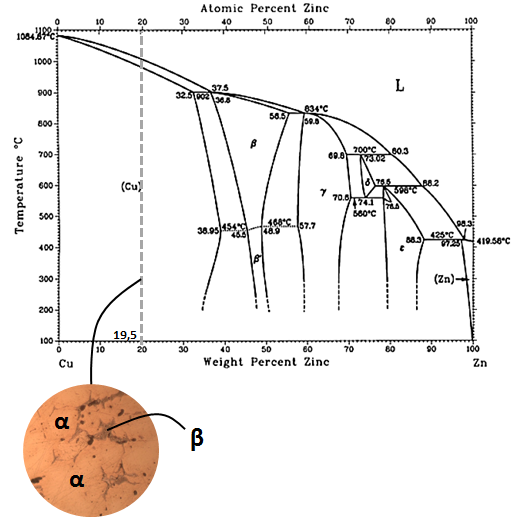 Atomic Percent Zinc
0 10 20 30 40 50 60 70 80 90 100
1100
1084.87°C
1000
900
800
700
600
500
400
300
200
100
Temperature °C
L
32.5 902 37.5
36.8
834°C
56.5 59.8
β
700°C
69.8 73.02 80.3
(Cu)
γ δ 76.5 88.2
598°C
70.6 74.1 78.5
560°C
454°C 468°C 57.7
38.95 45.5 48.9
98.3
425°C 419.58°C
88.3 97.25
β' ε
(Zn)
19,5
0 10 20 30 40 50 60 70 80 90 100
Cu Weight Percent Zinc Zn
α
β
α